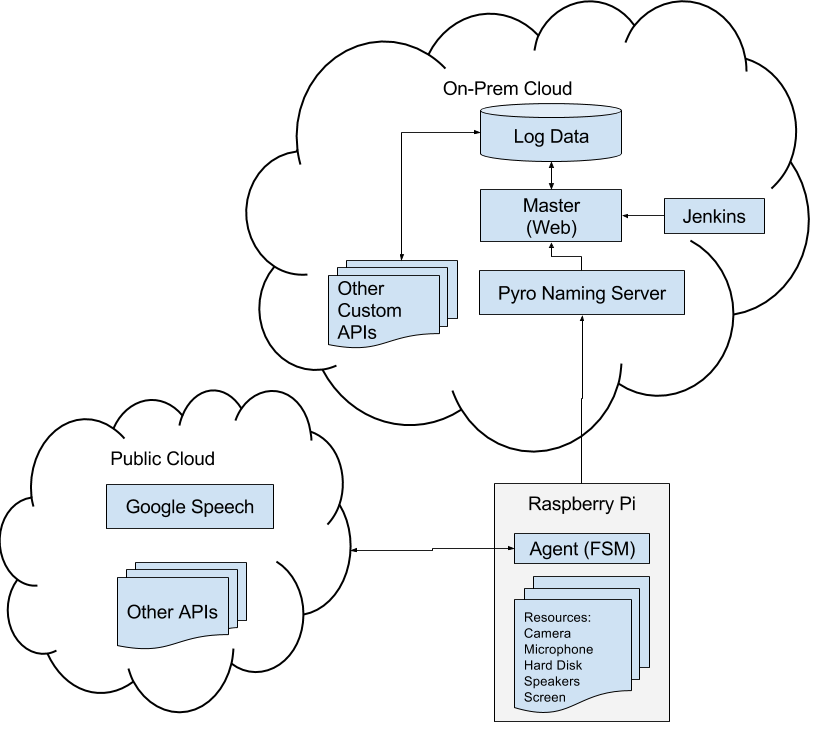 On-Prem Cloud
Log Data
Master
(Web)
Jenkins
Other
Custom
APIs
Pyro Naming Server
Public Cloud
Google Speech
Other APIs
Raspberry Pi
Agent (FSM)
Resources:
Camera
Microphone
Hard Disk
Speakers
Screen